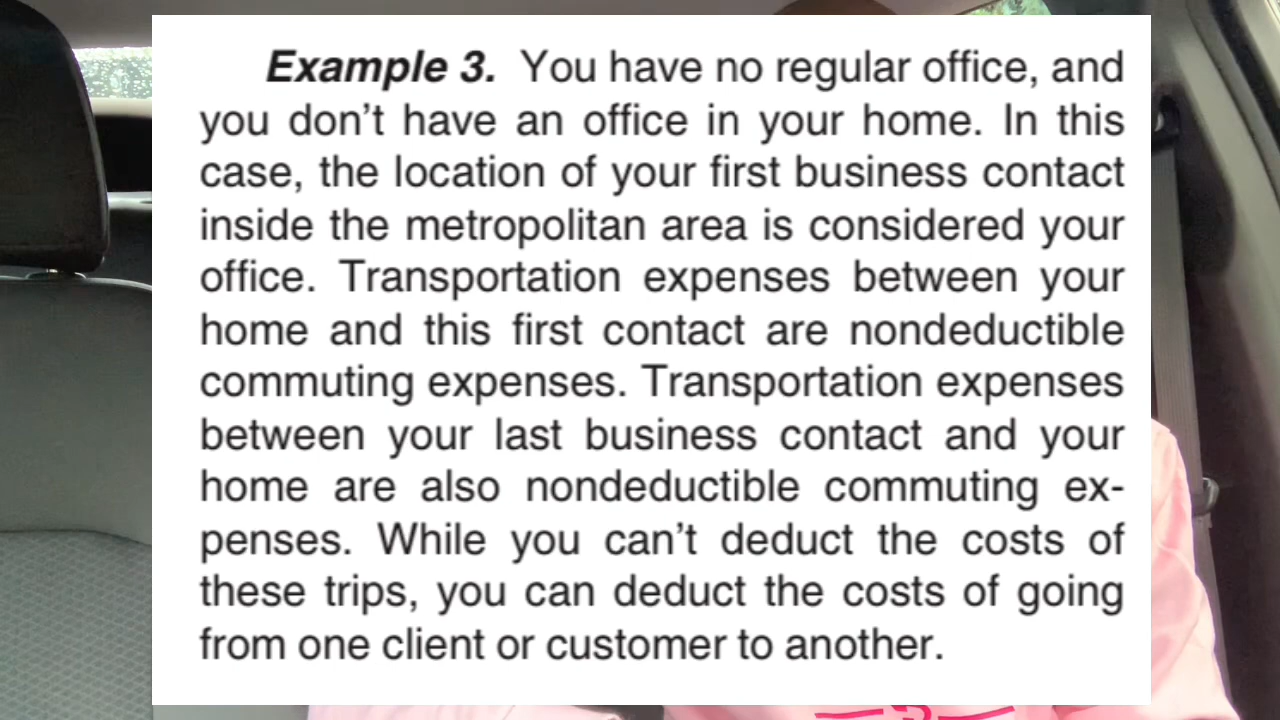 Example 3. You have no regular office, and
you don't have an office in your home. In this
case, the location of your first business contact
inside the metropolitan area is considered your
office. Transportation expenses between your
home and this first contact are nondeductible
commuting expenses. Transportation expenses
between your last business contact and your
home are also nondeductible commuting ex-
penses. While you can't deduct the costs of
these trips, you can deduct the costs of going
from one client or customer to another.